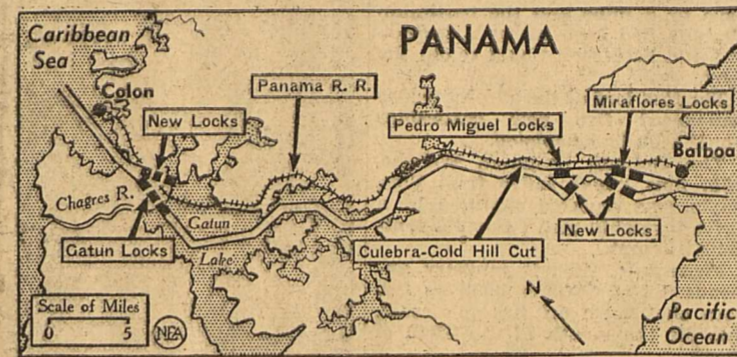 Caribbean
Sea
PANAMA
Colon
Panama R. R.
New Locks
Miraflores Locks
Pedro Miguel Locks
Balboa
Chagres R.
Gatun
Lake
Gatun Locks
Culebra-Gold Hill Cut
New Locks
N
Scale of Miles
0 5
NEA
Pacific
Ocean